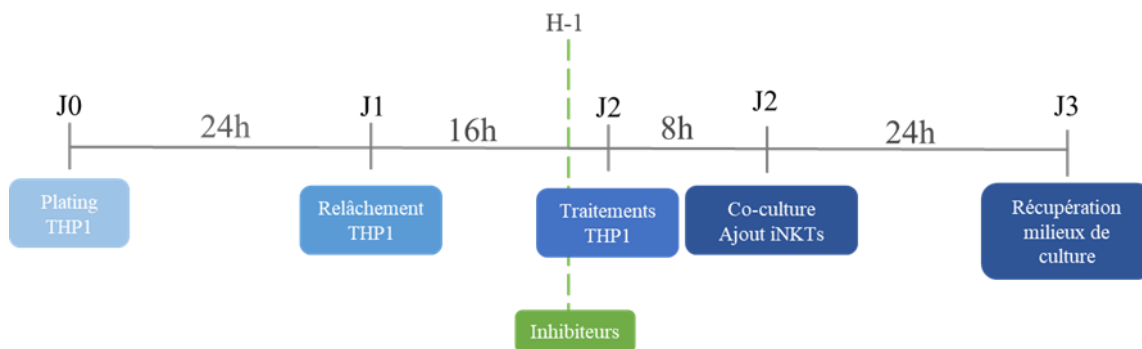 H-1
J0
24h
J1
16h
J2
8h
J2
24h
J3
Plating
THP1
Relâchement
THP1
Traitements
THP1
Co-culture
Ajout iNKTs
Récupération
milieux de
culture
Inhibiteurs